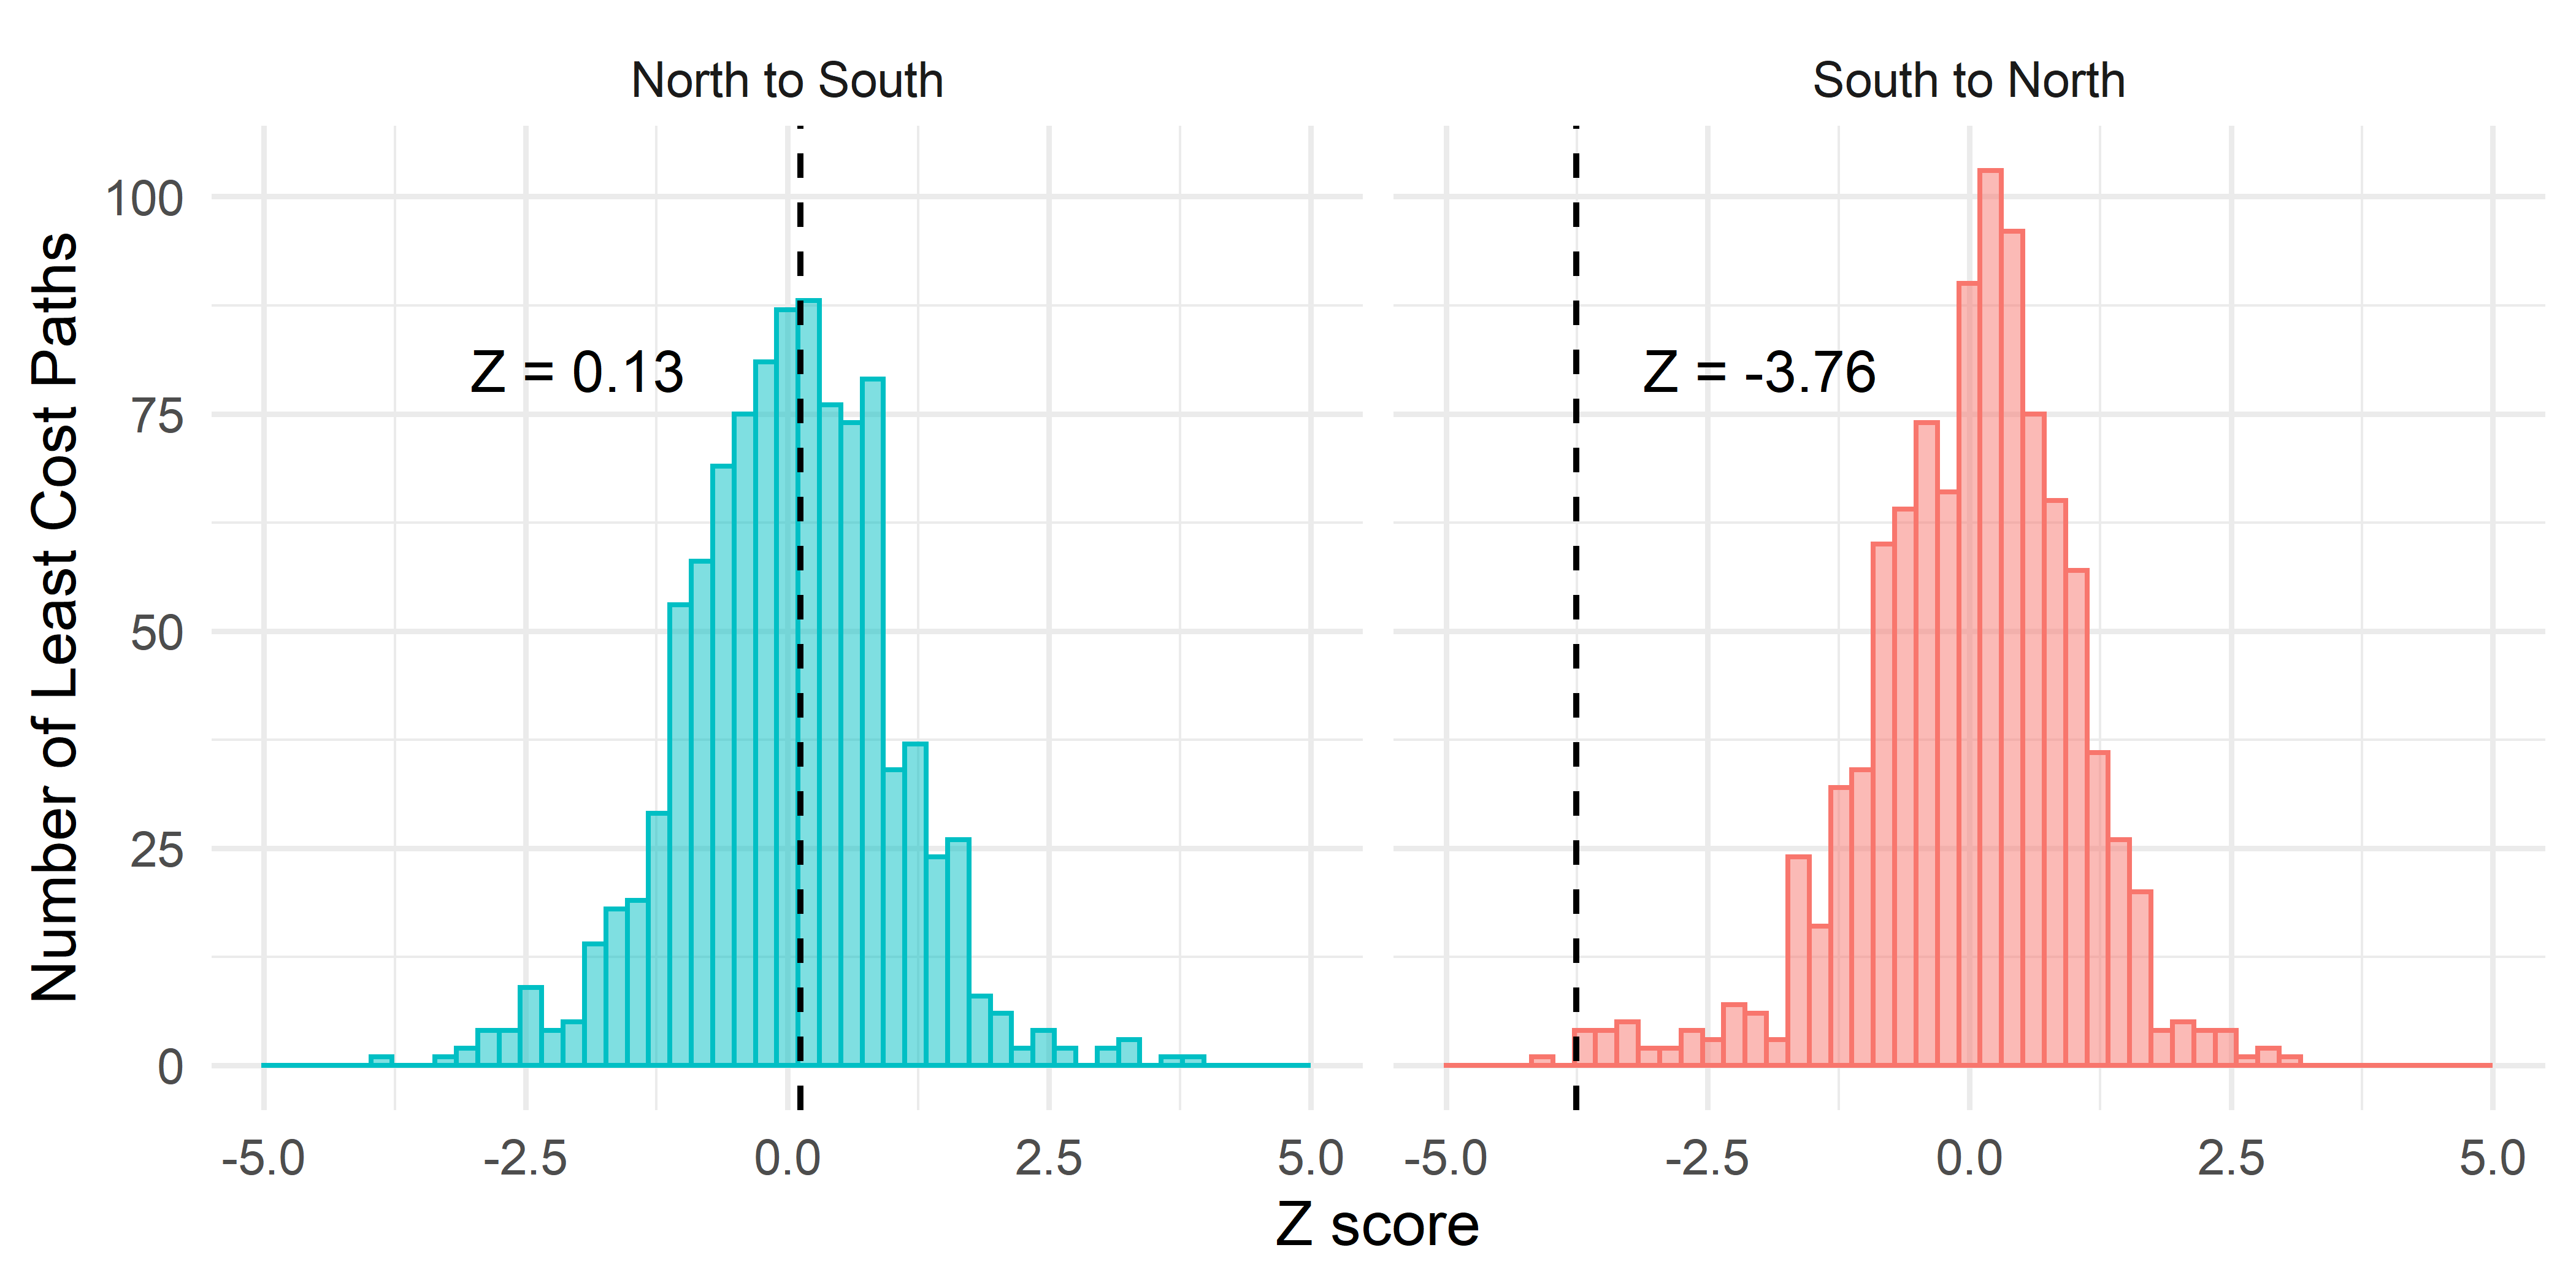 North to South
South to North
Number of Least Cost Paths
100
75
50
25
0
Z = 0.13
Z = -3.76
-5.0 -2.5 0.0 2.5 5.0
-5.0 -2.5 0.0 2.5 5.0
Z score